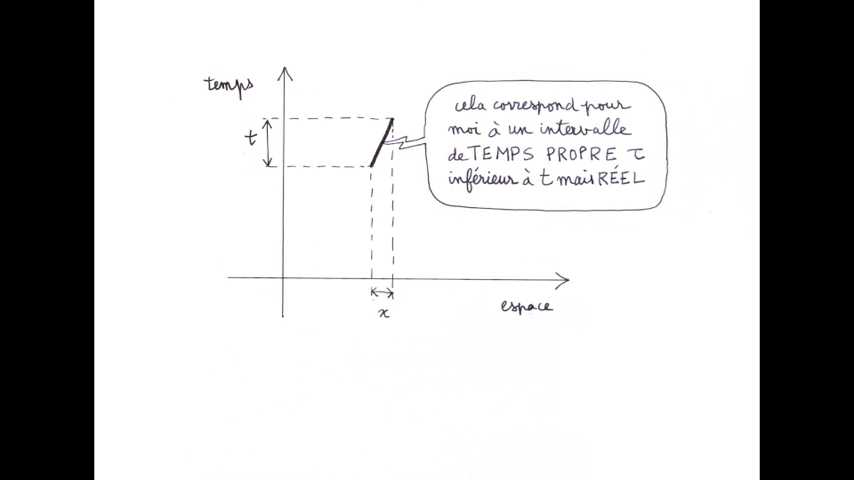 temps
cela correspond pour
moi à un intervalle
de TEMPS PROPRE τ
inférieur à t mais RÉEL
t
x
espace